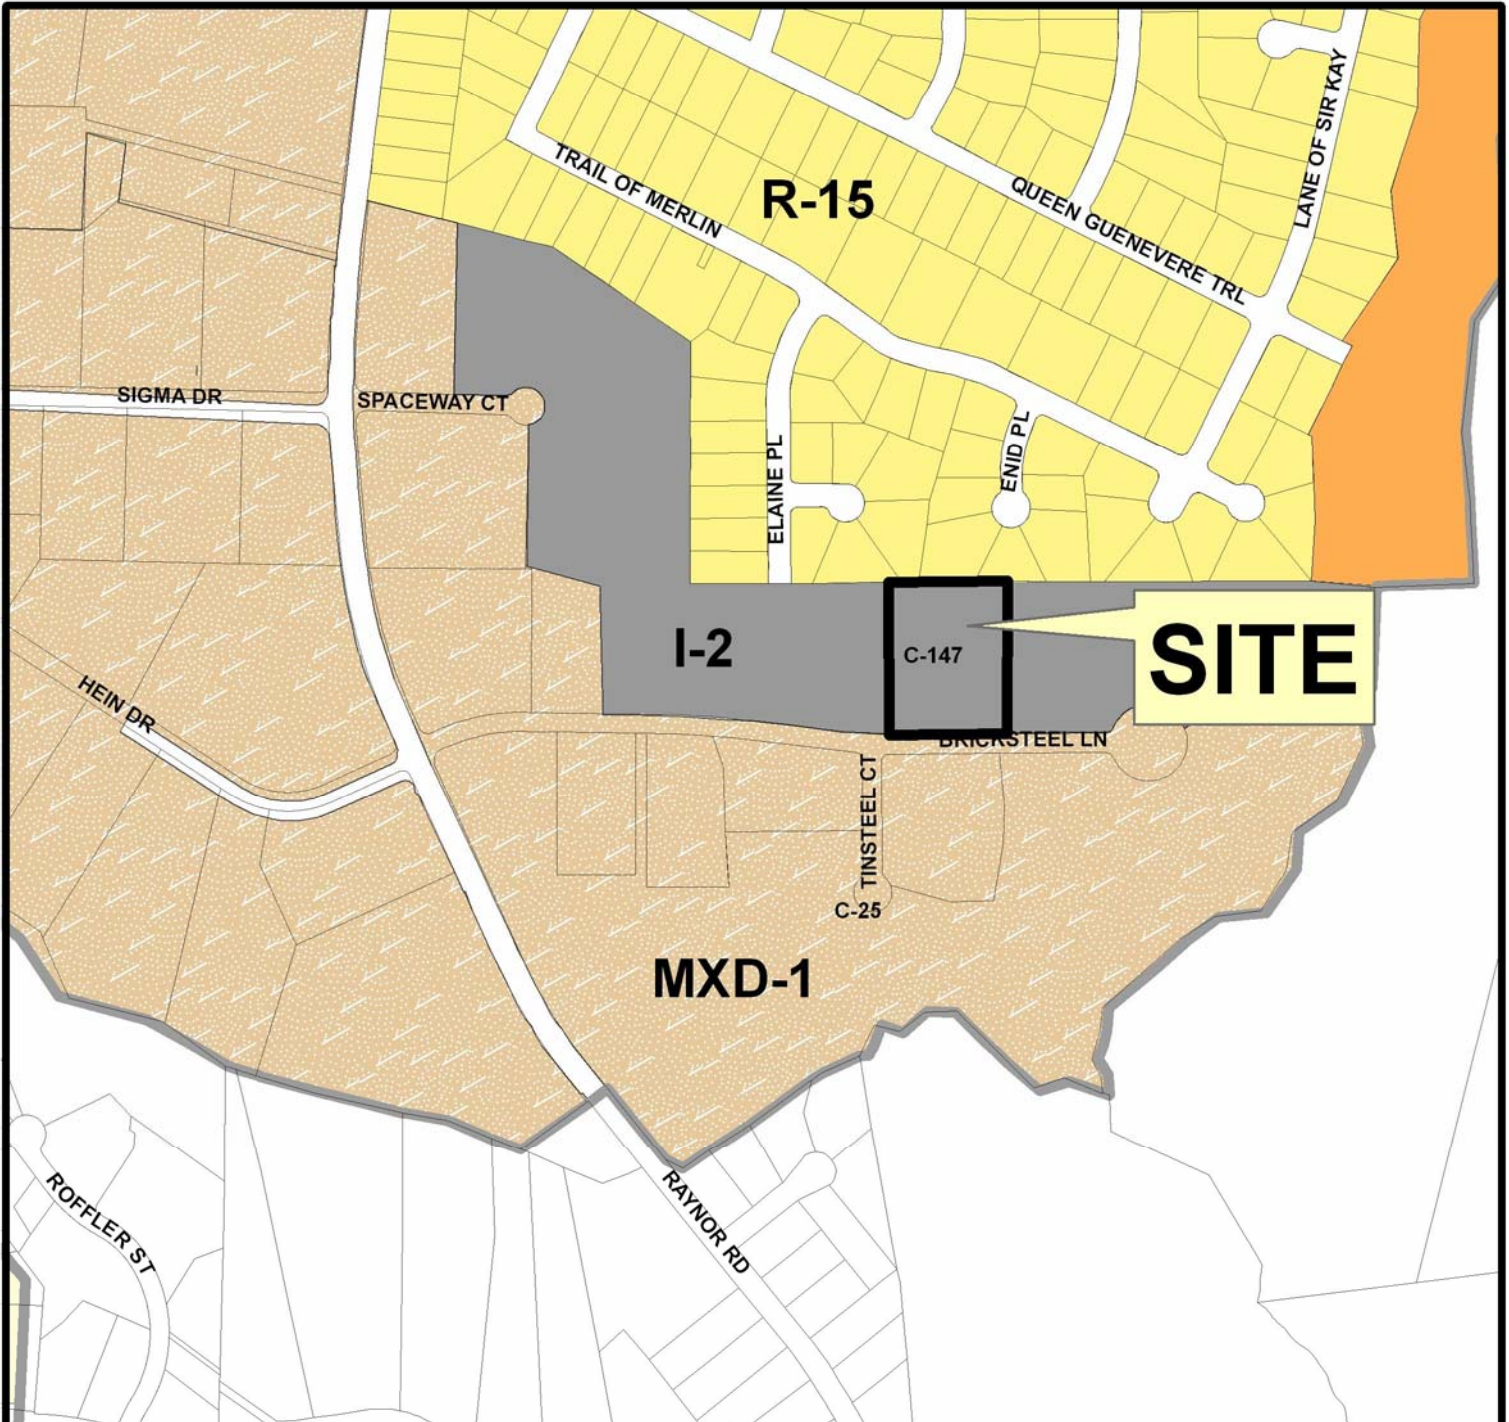 LANE OF SIR KAY
TRAIL OF MERLIN
R-15
QUEEN GUENEVERE TRL
SIGMA DR
SPACEWAY CT
ELAINE PL
ENID PL
I-2
C-147
SITE
HEIN DR
BRICKSTEEL LN
TINSTEEL CT
C-25
MXD-1
ROFFLER ST
RAYNOR RD